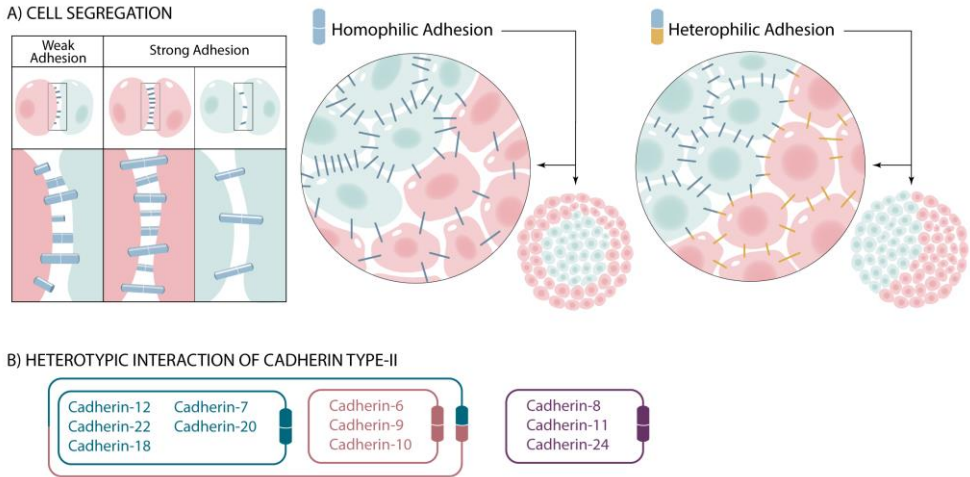 A) CELL SEGREGATION
Weak
Adhesion
Strong Adhesion
Homophilic Adhesion
Heterophilic Adhesion
B) HETEROTYPIC INTERACTION OF CADHERIN TYPE-II
Cadherin-12
Cadherin-22
Cadherin-18
Cadherin-7
Cadherin-20
Cadherin-6
Cadherin-9
Cadherin-10
Cadherin-8
Cadherin-11
Cadherin-24